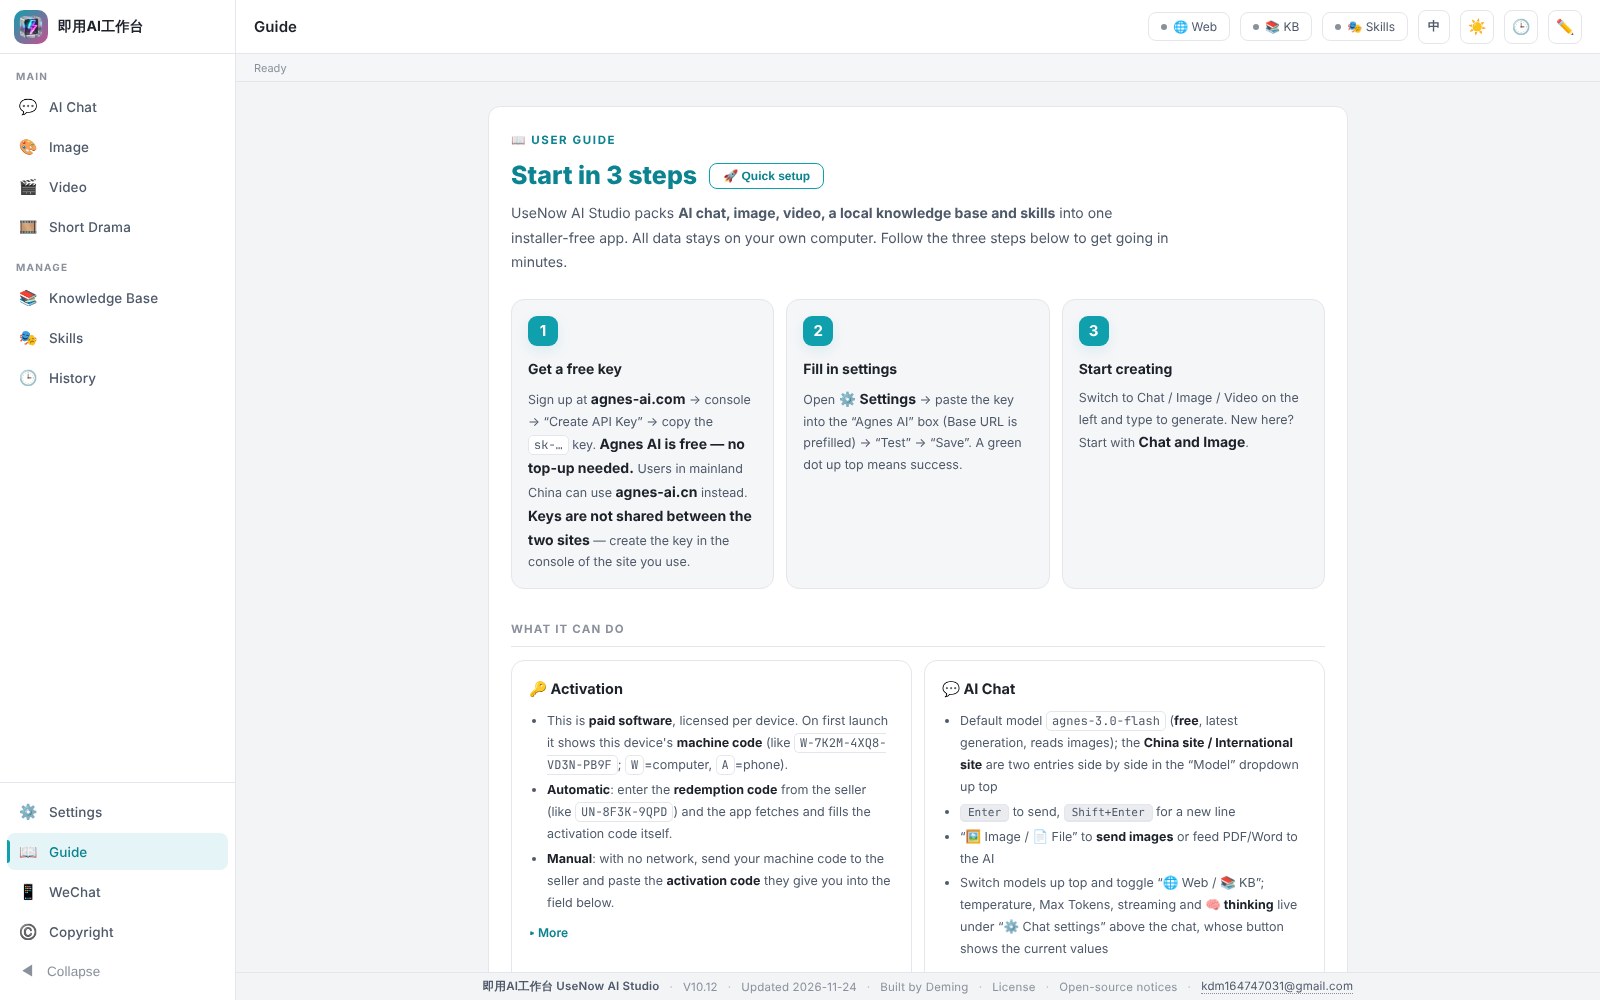 即用AI工作台
MAIN
AI Chat
Image
Video
Short Drama
MANAGE
Knowledge Base
Skills
History
Settings
Guide
WeChat
Copyright
Collapse
Guide
Web
KB
Skills
中
Ready
USER GUIDE
Start in 3 steps
Quick setup
UseNow AI Studio packs AI chat, image, video, a local knowledge base and skills into one
installer-free app. All data stays on your own computer. Follow the three steps below to get going in
minutes.
1
Get a free key
Sign up at agnes-ai.com → console
→ “Create API Key” → copy the
sk-… key. Agnes AI is free — no
top-up needed. Users in mainland
China can use agnes-ai.cn instead.
Keys are not shared between the
two sites — create the key in the
console of the site you use.
2
Fill in settings
Open ⚙️ Settings → paste the key
into the “Agnes AI” box (Base URL is
prefilled) → “Test” → “Save”. A green
dot up top means success.
3
Start creating
Switch to Chat / Image / Video on the
left and type to generate. New here?
Start with Chat and Image.
WHAT IT CAN DO
Activation
• This is paid software, licensed per device. On first launch
it shows this device's machine code (like W-7K2M-4XQ8-
VD3N-PB9F; W=computer, A=phone).
• Automatic: enter the redemption code from the seller
(like UN-8F3K-9QPD) and the app fetches and fills the
activation code itself.
• Manual: with no network, send your machine code to the
seller and paste the activation code they give you into the
field below.
▸ More
AI Chat
• Default model agnes-3.0-flash (free, latest
generation, reads images); the China site / International
site are two entries side by side in the “Model” dropdown
up top
• Enter to send, Shift+Enter for a new line
• “🖼️ Image / 📄 File” to send images or feed PDF/Word to
the AI
• Switch models up top and toggle “🌐 Web / 📚 KB”;
temperature, Max Tokens, streaming and 🧠 thinking live
under “⚙️ Chat settings” above the chat, whose button
shows the current values
即用AI工作台 UseNow AI Studio · V10.12 · Updated 2026-11-24 · Built by Deming · License · Open-source notices · kdm164747031@gmail.com